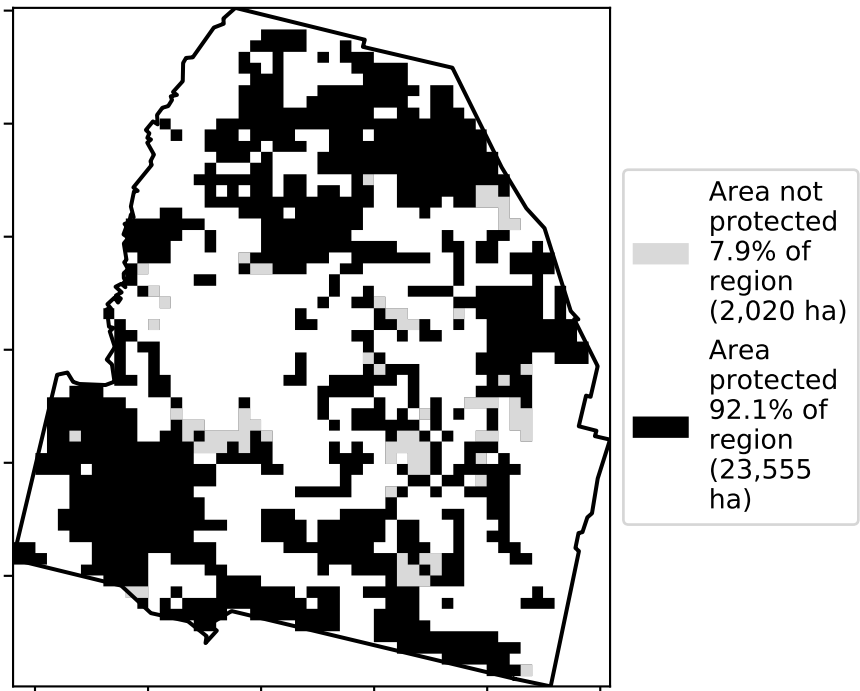 Area not
protected
7.9% of
region
(2,020 ha)
Area
protected
92.1% of
region
(23,555
ha)